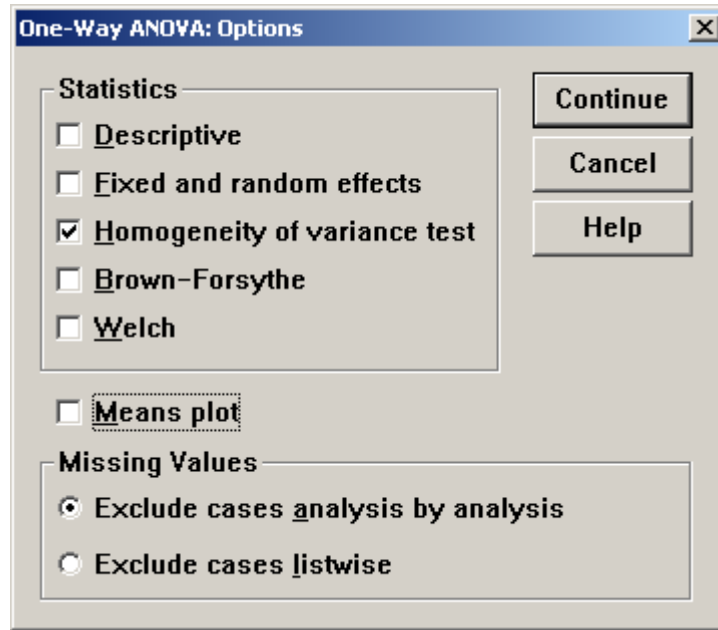 One-Way ANOVA: Options
Statistics
Descriptive
Fixed and random effects
Homogeneity of variance test
Brown-Forsythe
Welch
Continue
Cancel
Help
Means plot
Missing Values
Exclude cases analysis by analysis
Exclude cases listwise